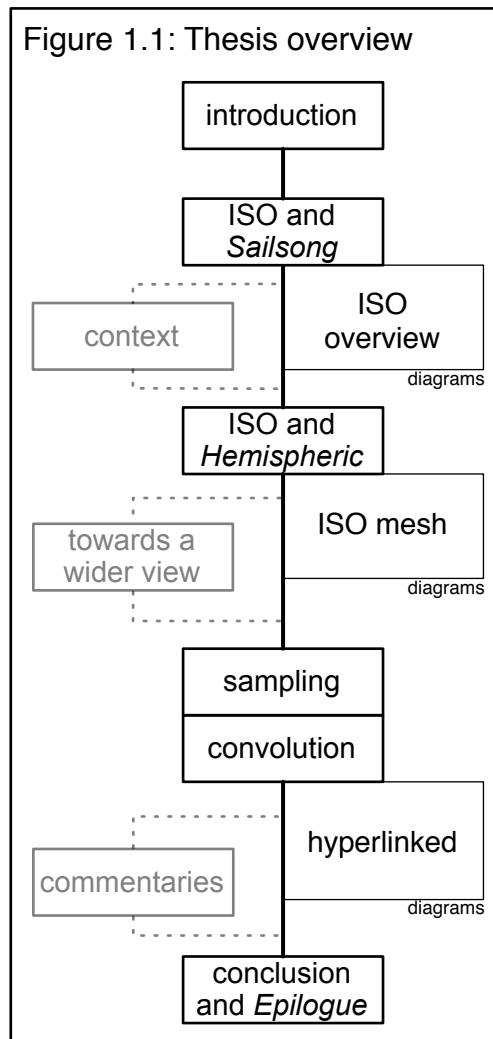 Figure 1.1: Thesis overview
introduction
ISO and
Sailsong
context
ISO
overview
diagrams
ISO and
Hemispheric
towards a
wider view
ISO mesh
diagrams
sampling
convolution
commentaries
hyperlinked
diagrams
conclusion
and Epilogue